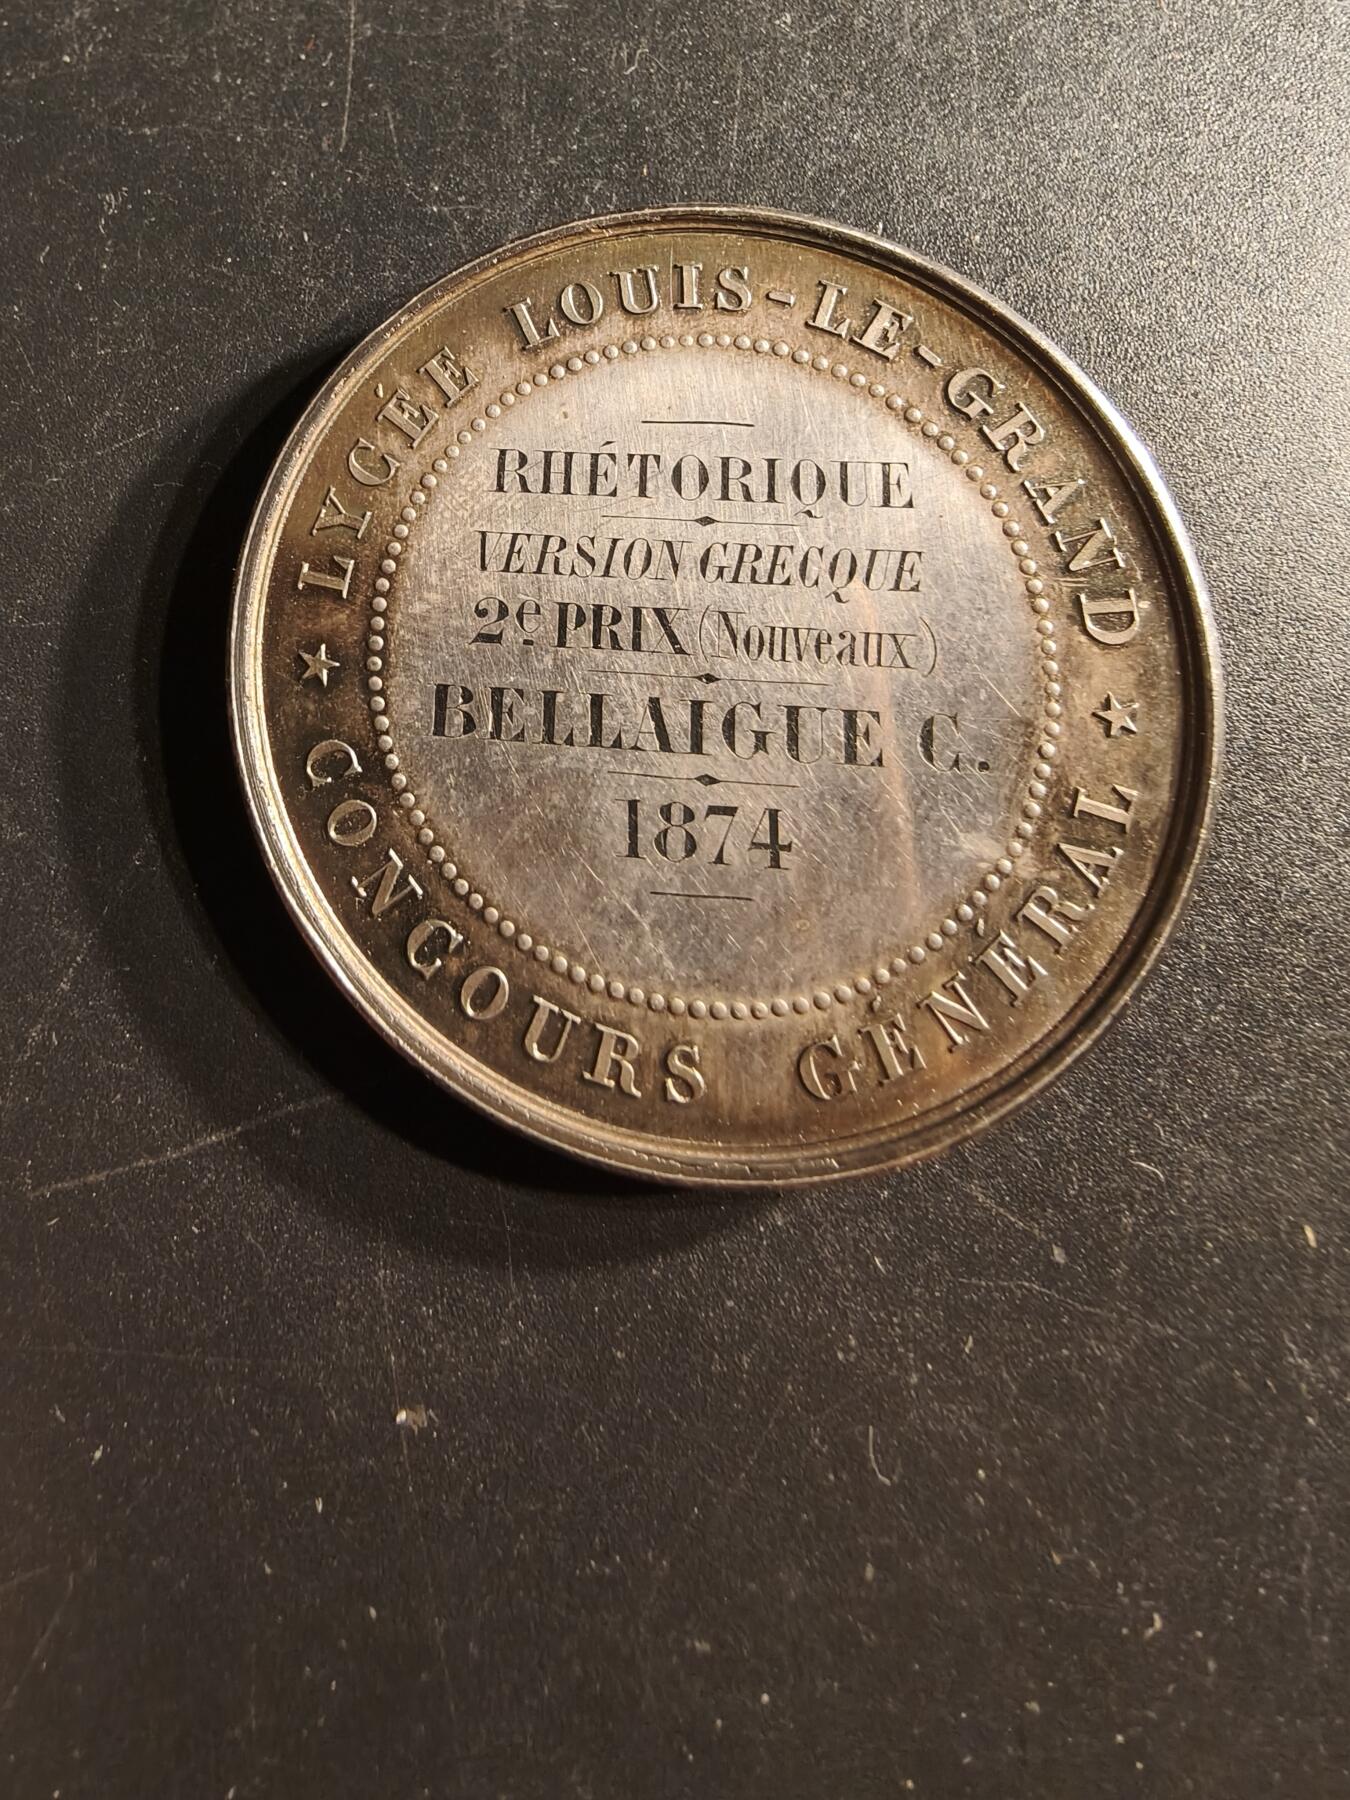 LYCÉE LOUIS-LE-GRAND
RHÉTORIQUE
VERSION GRECQUE
2e PRIX (Nouveaux)
BELLAIGUE C.
1874
CONCOURS GÉNÉRAL